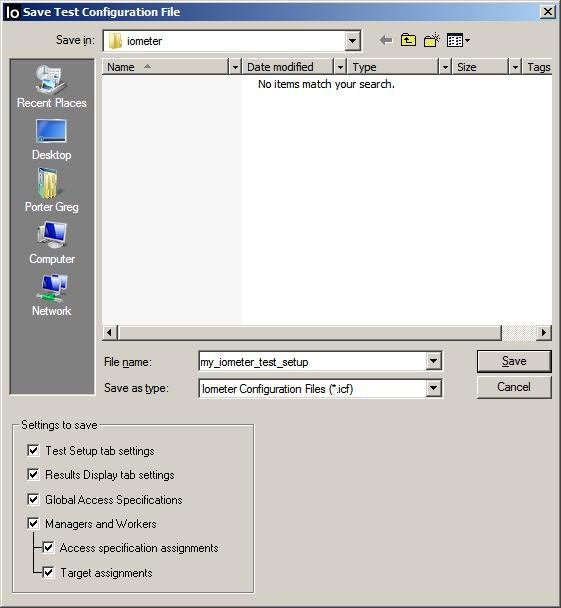 Io Save Test Configuration File
Save in: iometer
Name Date modified Type Size Tags
No items match your search.
Recent Places
Desktop
Porter Greg
Computer
Network
File name: my_iometer_test_setup Save
Save as type: Iometer Configuration Files (*.icf) Cancel
Settings to save
Test Setup tab settings
Results Display tab settings
Global Access Specifications
Managers and Workers
Access specification assignments
Target assignments